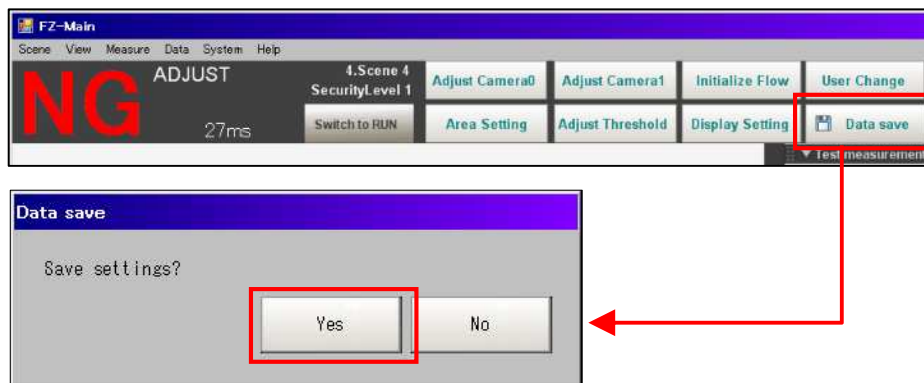 FZ-Main
Scene View Measure Data System Help
NG ADJUST 27ms
4.Scene 4
SecurityLevel 1
Switch to RUN
Adjust Camera0 Adjust Camera1 Initialize Flow User Change
Area Setting Adjust Threshold Display Setting Data save
Test measurement
Data save
Save settings?
Yes No